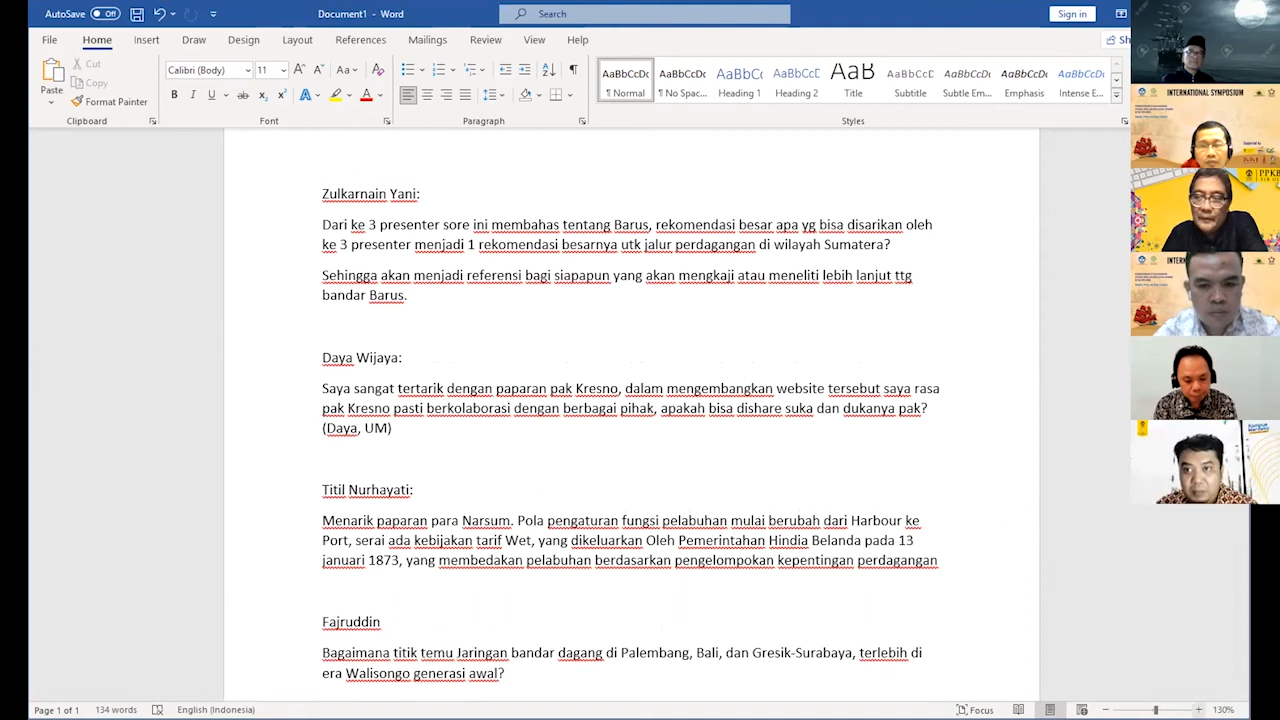 AutoSave Off
Document1 - Word
Search
Sign in
File Home Insert Draw Design Layout References Mailings Review View Help
Sh
Paste
Cut
Copy
Format Painter
Clipboard
Calibri (Body) 11
Font
Paragraph
AaBbCcDc AaBbCcDc AaBbCc AaBbCcC AaB AaBbCcD AaBbCcDc AaBbCcDc AaBbCcDc
¶ Normal ¶ No Spac... Heading 1 Heading 2 Title Subtitle Subtle Em... Emphasis Intense E...
Styles
Zulkarnain Yani:
Dari ke 3 presenter sore ini membahas tentang Barus, rekomendasi besar apa yg bisa disarikan oleh
ke 3 presenter menjadi 1 rekomendasi besarnya utk jalur perdagangan di wilayah Sumatera?
Sehingga akan menjadi referensi bagi siapapun yang akan mengkaji atau meneliti lebih lanjut ttg
bandar Barus.
Daya Wijaya:
Saya sangat tertarik dengan paparan pak Kresno, dalam mengembangkan website tersebut saya rasa
pak Kresno pasti berkolaborasi dengan berbagai pihak, apakah bisa dishare suka dan dukanya pak?
(Daya, UM)
Titil Nurhayati:
Menarik paparan para Narsum. Pola pengaturan fungsi pelabuhan mulai berubah dari Harbour ke
Port, serai ada kebijakan tarif Wet, yang dikeluarkan Oleh Pemerintahan Hindia Belanda pada 13
januari 1873, yang membedakan pelabuhan berdasarkan pengelompokan kepentingan perdagangan
Fajruddin
Bagaimana titik temu Jaringan bandar dagang di Palembang, Bali, dan Gresik-Surabaya, terlebih di
era Walisongo generasi awal?
Page 1 of 1 134 words English (Indonesia) Focus 130%
INTERNATIONAL SYMPOSIUM
Supported by
PPKB
Kampus
Merdeka